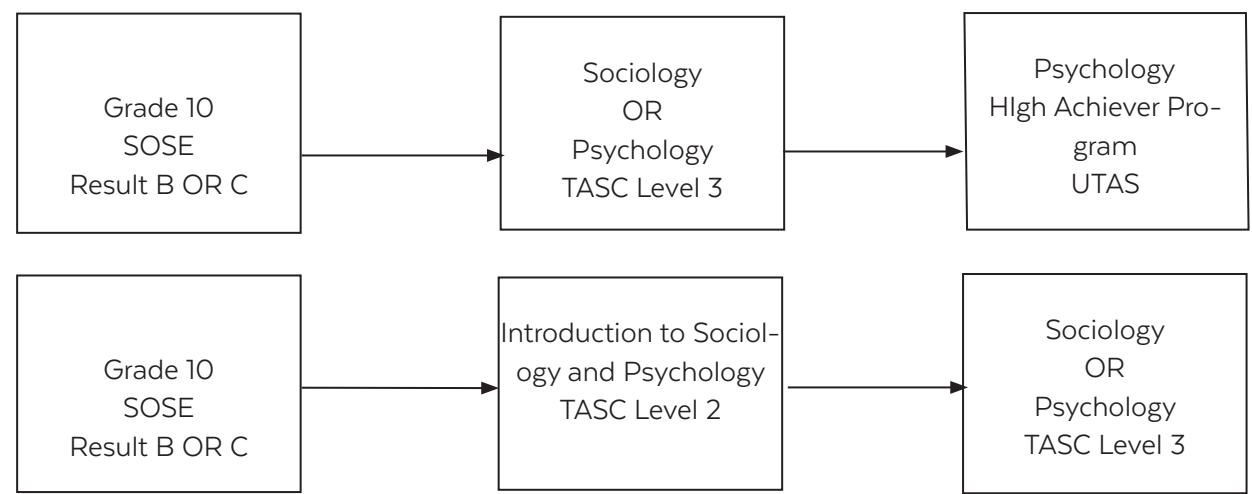 Grade 10
SOSE
Result B OR C
Sociology
OR
Psychology
TASC Level 3
Psychology
HIgh Achiever Pro-
gram
UTAS
Grade 10
SOSE
Result B OR C
Introduction to Sociol-
ogy and Psychology
TASC Level 2
Sociology
OR
Psychology
TASC Level 3